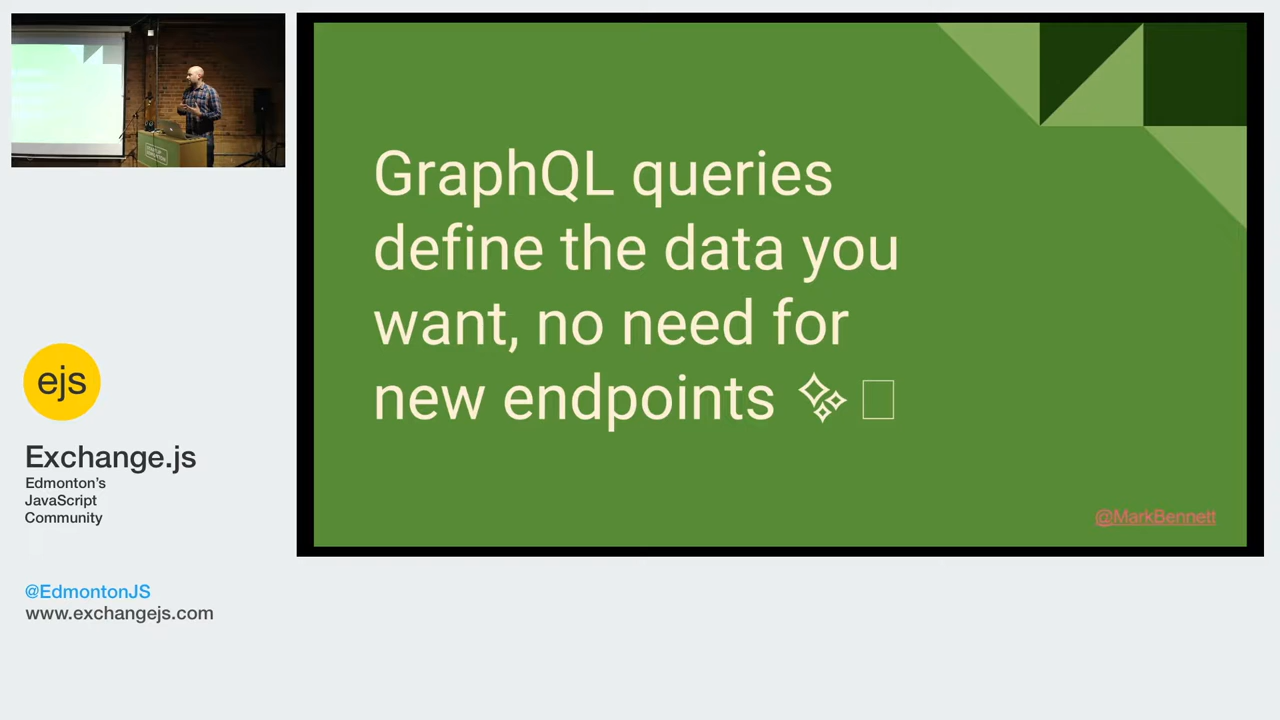 GraphQL queries
define the data you
want, no need for
new endpoints ✨ □
@MarkBennett
ejs
Exchange.js
Edmonton's
JavaScript
Community
@EdmontonJS
www.exchangejs.com